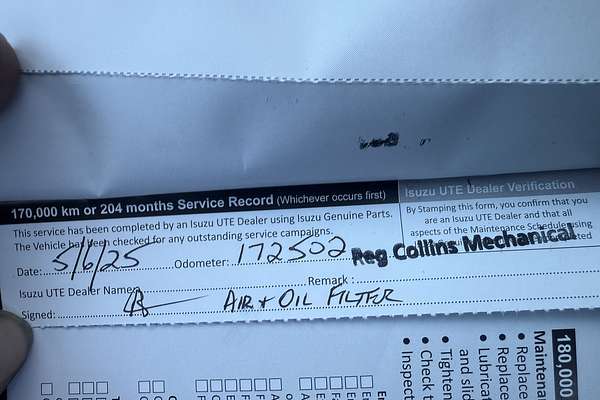 170,000 km or 204 months Service Record (Whichever occurs first)
Isuzu UTE Dealer Verification
This service has been completed by an Isuzu UTE Dealer using Isuzu Genuine Parts.
The Vehicle has been checked for any outstanding service campaigns.
By Stamping this form, you confirm that you
are an Isuzu UTE Dealer and that all
aspects of the Maintenance Schedule using
Date: 5/6/25 Odometer: 172502
Reg Collins Mechanical
Isuzu UTE Dealer Name: Remark :
Signed: AIR + OIL FILTER
180,000
Maintena
Replace
Replace
Lubrica
and slid
Tighten
Check t
Inspect